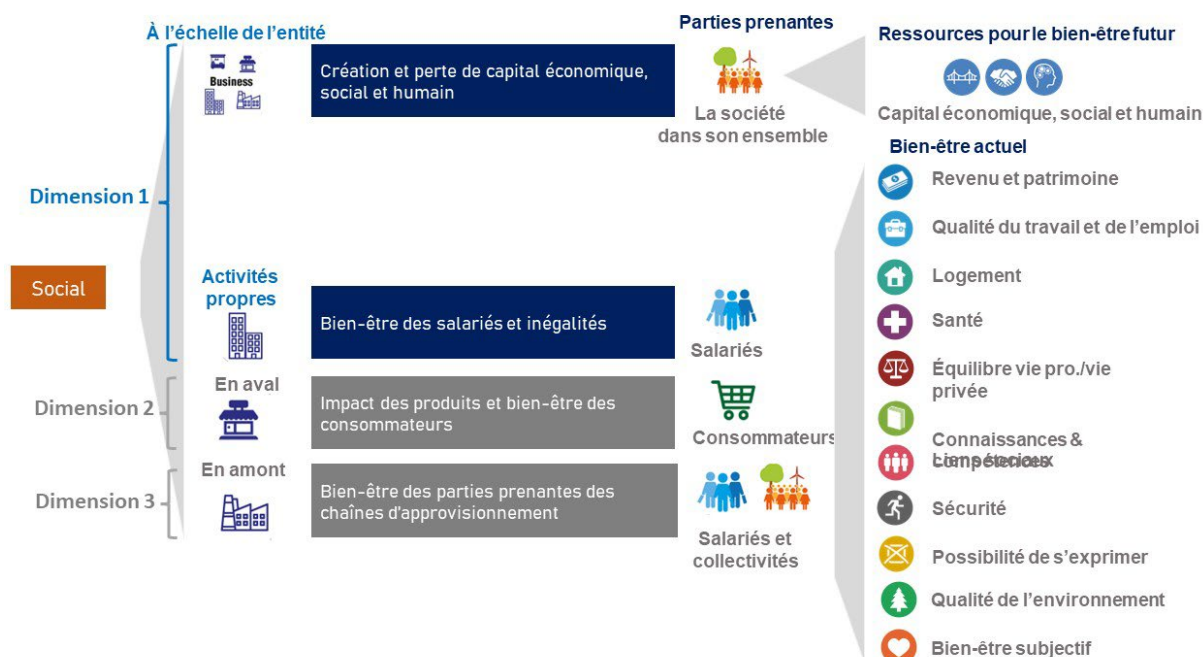 À l'échelle de l'entité
Parties prenantes
Ressources pour le bien-être futur
Business
Création et perte de capital économique,
social et humain
La société
dans son ensemble
Capital économique, social et humain
Bien-être actuel
Dimension 1
Revenu et patrimoine
Qualité du travail et de l'emploi
Logement
Social
Activités
propres
Bien-être des salariés et inégalités
Salariés
Santé
Équilibre vie pro./vie
privée
Dimension 2
En aval
Impact des produits et bien-être des
consommateurs
Consommateurs
Connaissances &
compétences
Liens sociaux
Dimension 3
En amont
Bien-être des parties prenantes des
chaînes d'approvisionnement
Salariés et
collectivités
Sécurité
Possibilité de s'exprimer
Qualité de l'environnement
Bien-être subjectif